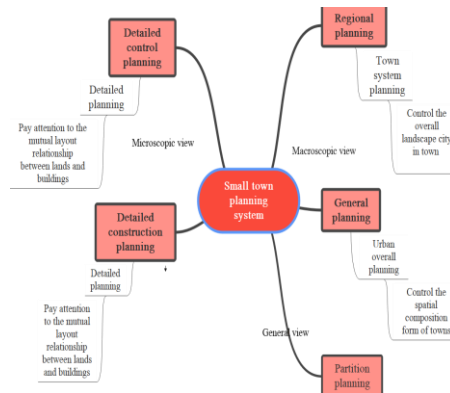 Detailed
control
planning
Detailed
planning
Pay attention to the
mutual layout
relationship
between lands and
buildings
Microscopic view
Regional
planning
Town
system
planning
Control the
overall
landscape city
in town
Macroscopic view
Small town
planning
system
Detailed
construction
planning
Detailed
planning
Pay attention
to the mutual
layout
relationship
between lands
and buildings
General
planning
Urban
overall
planning
Control the
spatial
composition
form of towns
General view
Partition
planning